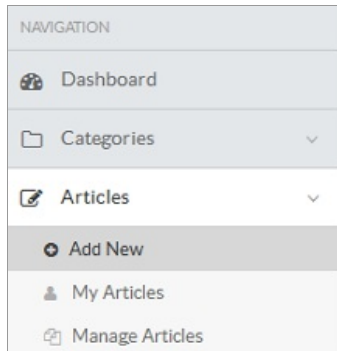 NAVIGATION
Dashboard
Categories
Articles
Add New
My Articles
Manage Articles